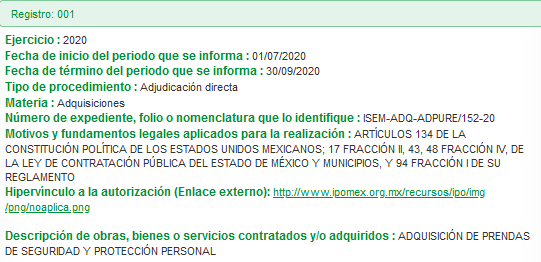 Registro: 001
Ejercicio : 2020
Fecha de inicio del periodo que se informa : 01/07/2020
Fecha de término del periodo que se informa : 30/09/2020
Tipo de procedimiento : Adjudicación directa
Materia : Adquisiciones
Número de expediente, folio o nomenclatura que lo identifique : ISEM-ADQ-ADPURE/152-20
Motivos y fundamentos legales aplicados para la realización : ARTÍCULOS 134 DE LA
CONSTITUCIÓN POLÍTICA DE LOS ESTADOS UNIDOS MEXICANOS; 17 FRACCIÓN II, 43, 48 FRACCIÓN IV, DE
LA LEY DE CONTRATACIÓN PÚBLICA DEL ESTADO DE MÉXICO Y MUNICIPIOS, Y 94 FRACCIÓN I DE SU
REGLAMENTO
Hipervínculo a la autorización (Enlace externo): http://www.ipomex.org.mx/recursos/ipo/img
/png/noaplica.png
Descripción de obras, bienes o servicios contratados y/o adquiridos : ADQUISICIÓN DE PRENDAS
DE SEGURIDAD Y PROTECCIÓN PERSONAL